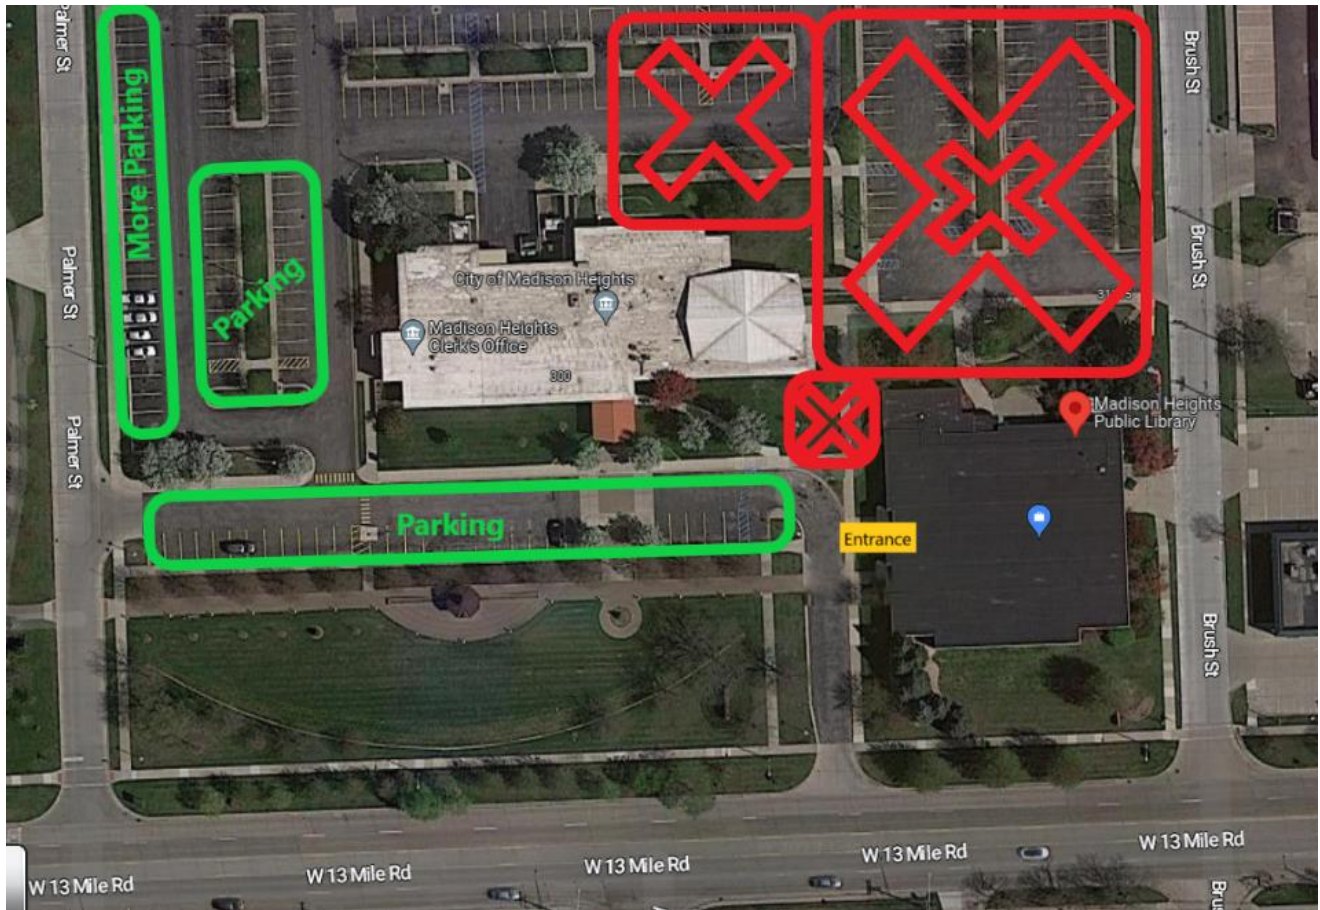 Palmer St
Brush St
More Parking
Parking
Palmer St
Brush St
City of Madison Heights
Madison Heights
Clerk's Office
300
Madison Heights
Public Library
Palmer St
Parking
Entrance
Brush St
W 13 Mile Rd
W 13 Mile Rd
W 13 Mile Rd
W 13 Mile Rd
W 13 Mile Rd